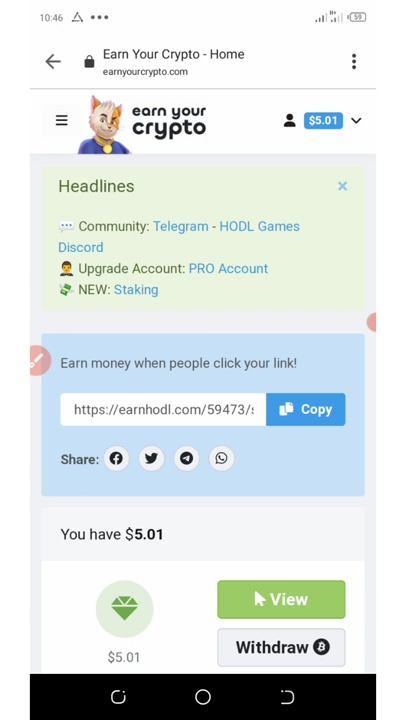 10:46
59
Earn Your Crypto - Home
earnyourcrypto.com
earn your
crypto
$5.01
Headlines
Community: Telegram - HODL Games
Discord
Upgrade Account: PRO Account
NEW: Staking
Earn money when people click your link!
https://earnhodl.com/59473/
Copy
Share:
You have $5.01
View
$5.01
Withdraw